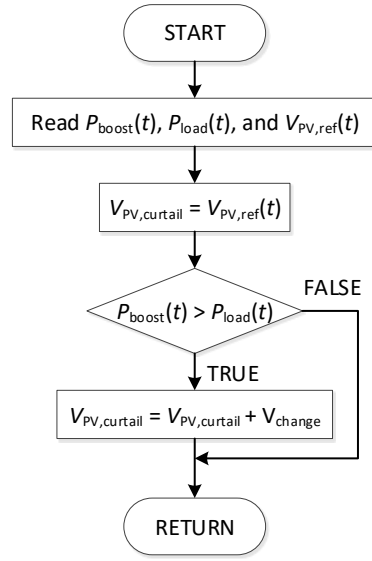 START
Read P_boost(t), P_load(t), and V_PV,ref(t)
V_PV,curtail = V_PV,ref(t)
P_boost(t) > P_load(t)
FALSE
TRUE
V_PV,curtail = V_PV,curtail + V_change
RETURN